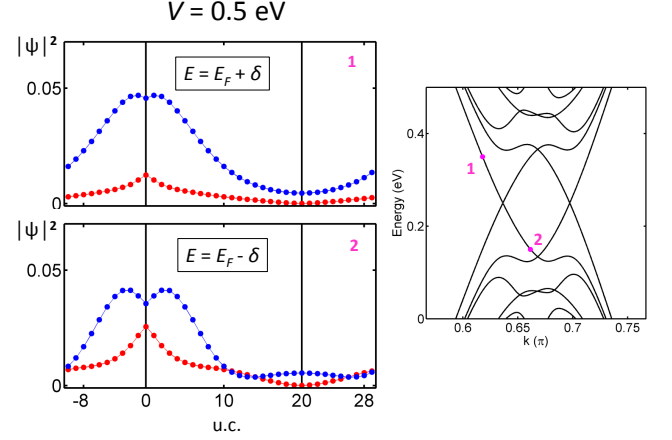 V = 0.5 eV
|ψ|²
1
E = E_F + δ
0.05
0
|ψ|²
2
E = E_F - δ
0.05
0
-8 0 10 20 28
u.c.
Energy (eV)
0.4
0.2
0
1
2
0.6 0.65 0.7 0.75
k (π)